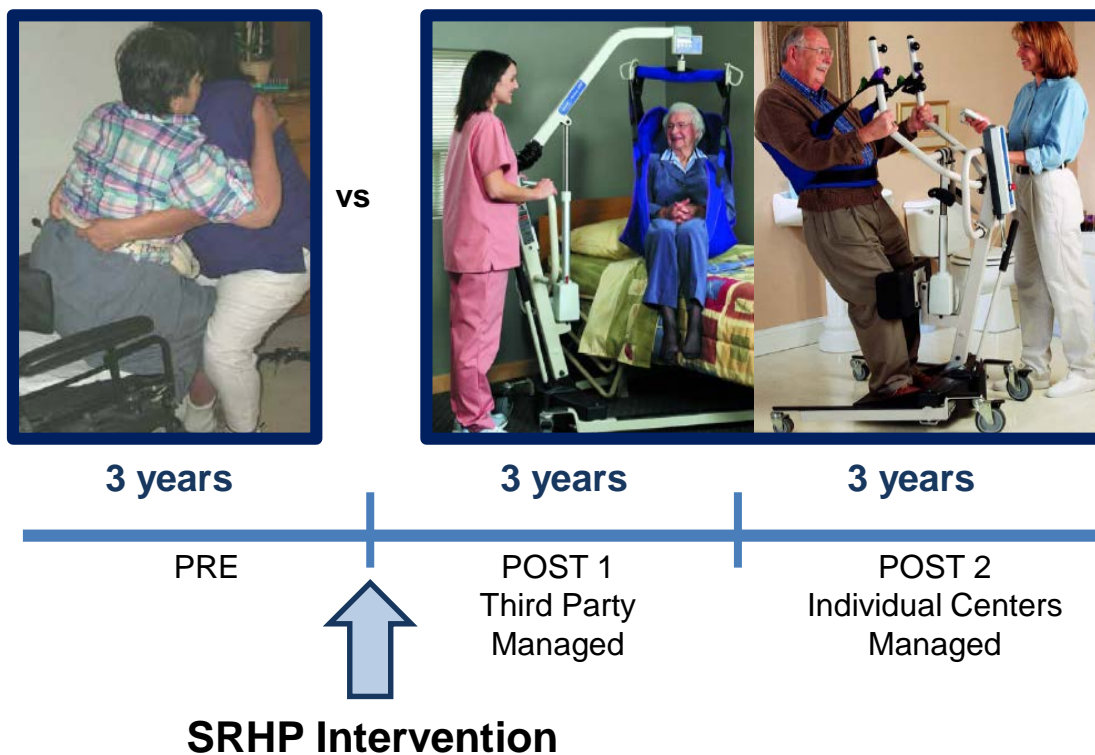 vs
3 years
3 years
3 years
PRE
POST 1
Third Party
Managed
POST 2
Individual Centers
Managed
SRHP Intervention